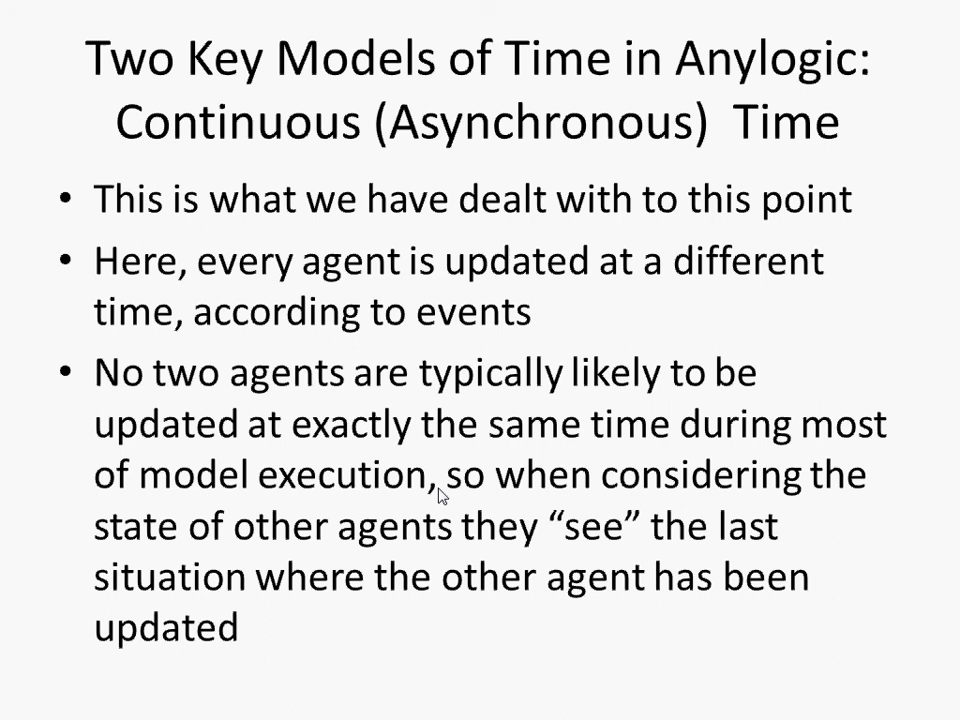 Two Key Models of Time in Anylogic:
Continuous (Asynchronous)  Time
• This is what we have dealt with to this point
• Here, every agent is updated at a different
time, according to events
• No two agents are typically likely to be
updated at exactly the same time during most
of model execution, so when considering the
state of other agents they “see” the last
situation where the other agent has been
updated